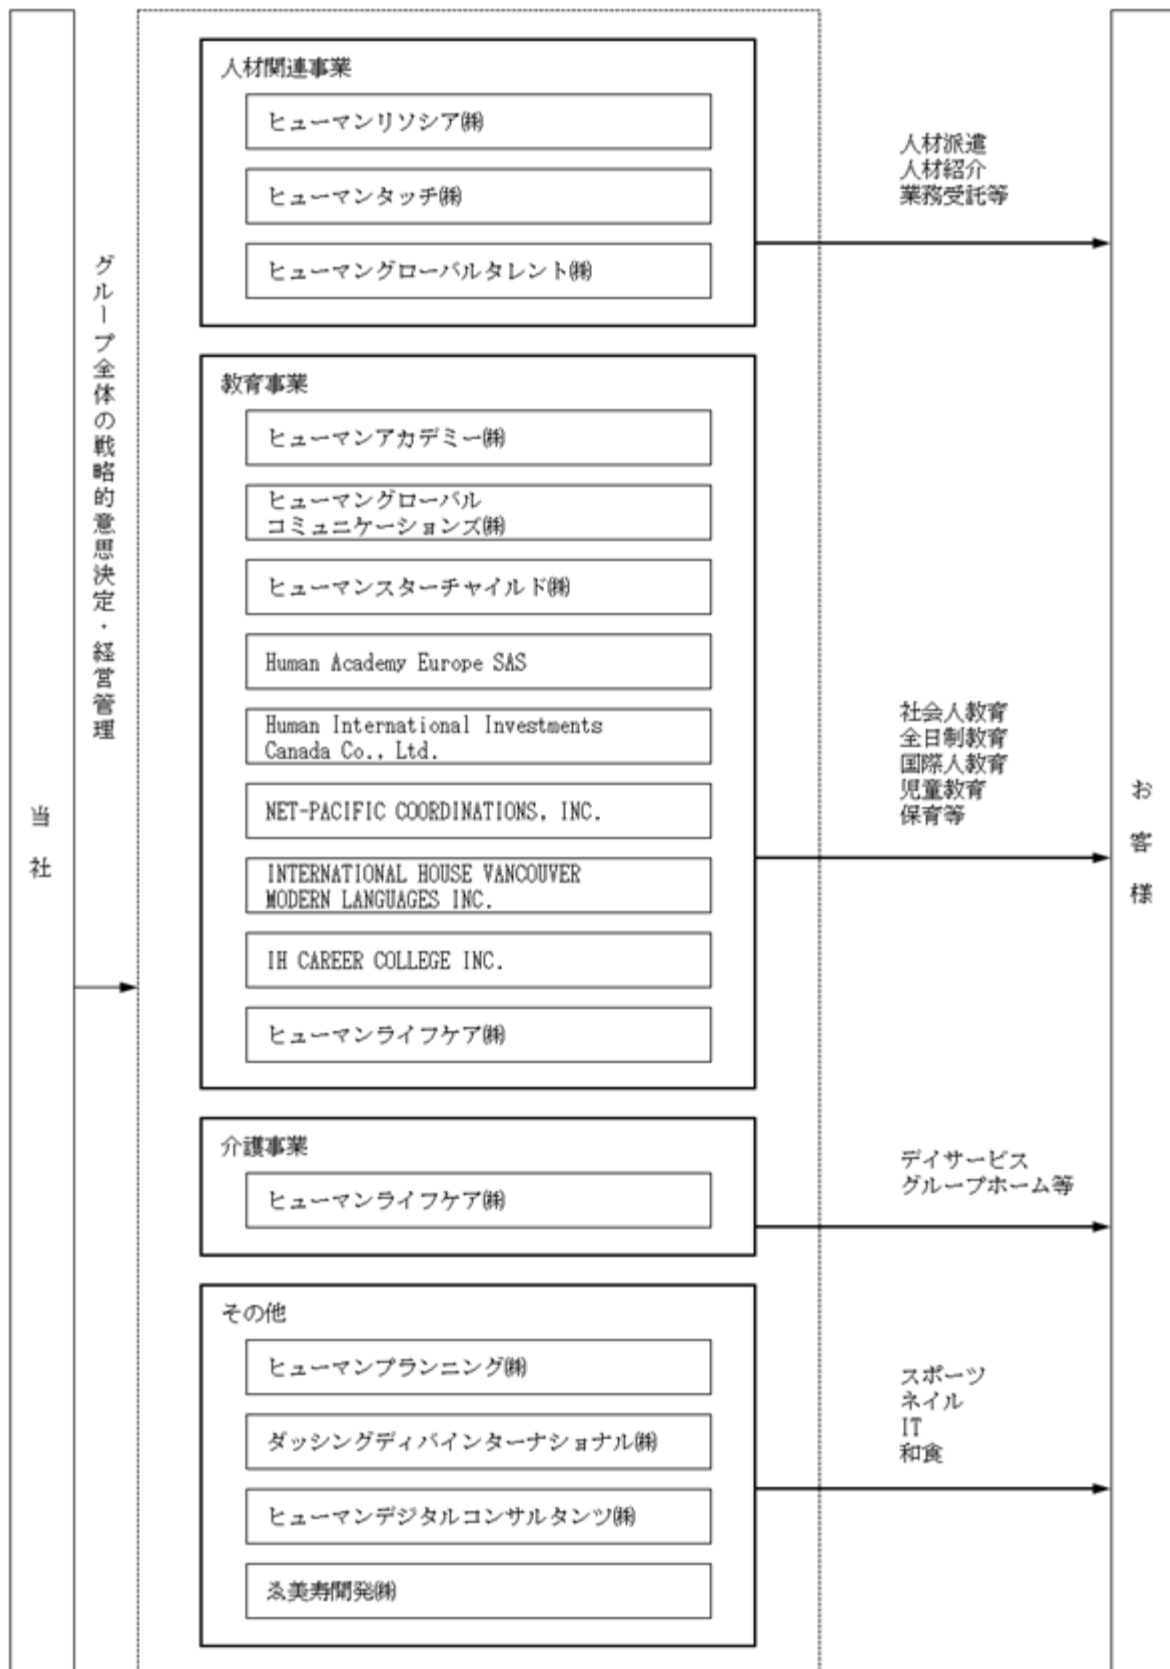 当社
グループ全体の戦略的意思決定・経営管理
人材関連事業
ヒューマンリソシア㈱
ヒューマンタッチ㈱
ヒューマングローバルタレント㈱
人材派遣
人材紹介
業務受託等
教育事業
ヒューマンアカデミー㈱
ヒューマングローバル
コミュニケーションズ㈱
ヒューマンスターチャイルド㈱
Human Academy Europe SAS
Human International Investments
Canada Co., Ltd.
NET-PACIFIC COORDINATIONS, INC.
INTERNATIONAL HOUSE VANCOUVER
MODERN LANGUAGES INC.
IH CAREER COLLEGE INC.
ヒューマンライフケア㈱
社会人教育
全日制教育
国際人教育
児童教育
保育等
介護事業
ヒューマンライフケア㈱
デイサービス
グループホーム等
その他
ヒューマンプランニング㈱
ダッシングディバインターナショナル㈱
ヒューマンデジタルコンサルタンツ㈱
ゑ美寿開発㈱
スポーツ
ネイル
IT
和食
お客様